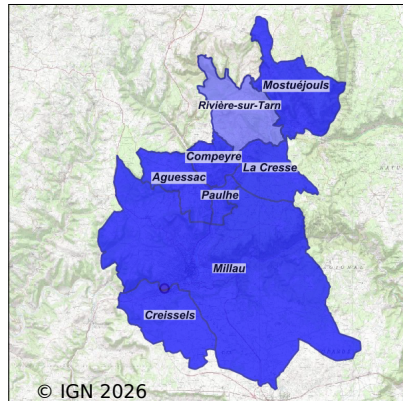 Mostuéjouls
Rivière-sur-Tarn
Compeyre
La Cresse
Aguessac
Paulhe
Millau
Creissels
© IGN 2026